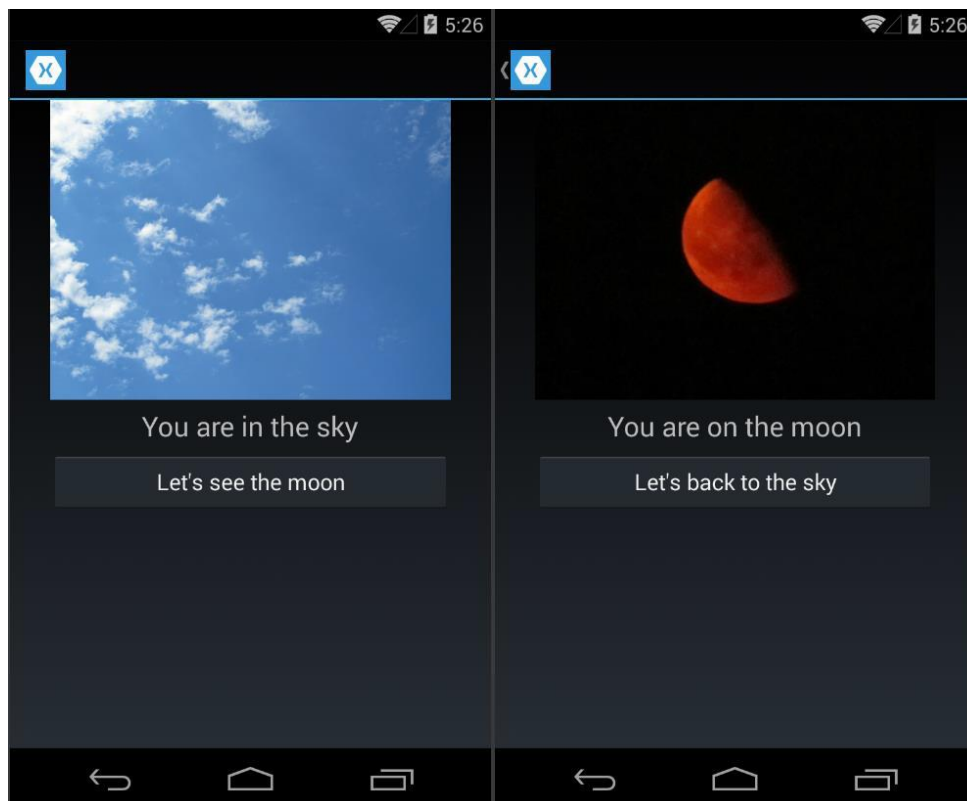 5:26
You are in the sky
Let's see the moon
5:26
You are on the moon
Let's back to the sky